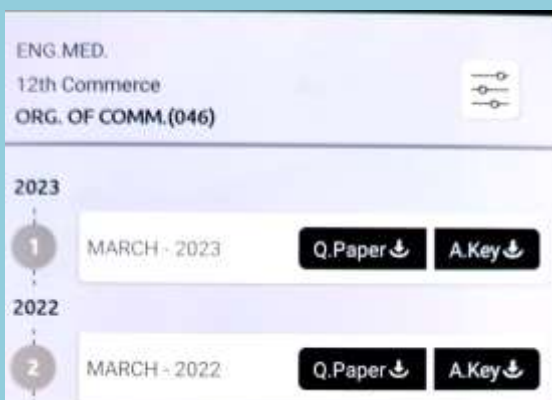 ENG.MED.
12th Commerce
ORG. OF COMM.(046)
2023
1 MARCH - 2023 Q.Paper A.Key
2022
2 MARCH - 2022 Q.Paper A.Key